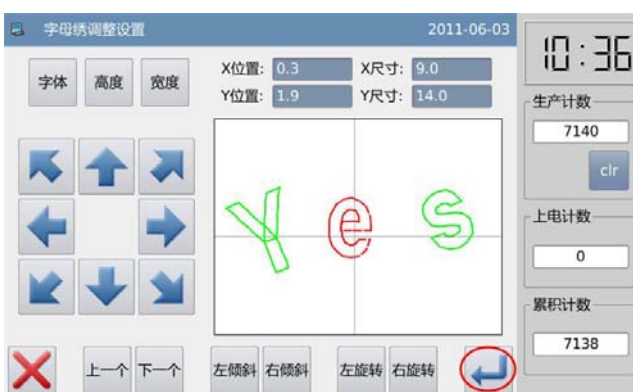 字母绣调整设置 2011-06-03
10:36
字体 高度 宽度
X位置: 0.3 X尺寸: 9.0
Y位置: 1.9 Y尺寸: 14.0
生产计数
7140
clr
Yes
上电计数
0
累积计数
7138
上一个 下一个 左倾斜 右倾斜 左旋转 右旋转